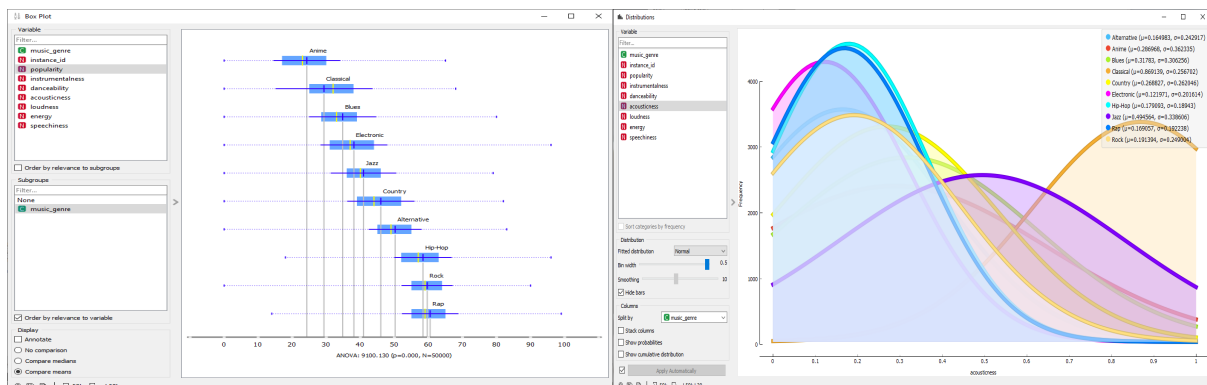 Box Plot
Variable
Filter...
C music_genre
N instance_id
N popularity
N instrumentalness
N danceability
N acousticness
N loudness
N energy
N speechiness
Order by relevance to subgroups
Subgroups
Filter...
None
C music_genre
Order by relevance to variable
Display
Annotate
No comparison
Compare medians
Compare means
Anime
Classical
Blues
Electronic
Jazz
Country
Alternative
Hip-Hop
Rock
Rap
0 10 20 30 40 50 60 70 80 90 100
ANOVA: 9100.130 (p=0.000, N=50000)
Distributions
Variable
Filter...
C music_genre
N instance_id
N popularity
N instrumentalness
N danceability
N acousticness
N loudness
N energy
N speechiness
Sort categories by frequency
Distribution
Fitted distribution Normal
Bin width 0.5
Smoothing 10
Hide bars
Columns
Split by C music_genre
Stack columns
Show probabilities
Show cumulative distribution
Apply Automatically
Frequency
4000
3000
2000
1000
0
0 0.1 0.2 0.3 0.4 0.5 0.6 0.7 0.8 0.9 1
acousticness
Alternative (μ=0.164983, σ=0.242917)
Anime (μ=0.286968, σ=0.362335)
Blues (μ=0.31783, σ=0.306256)
Classical (μ=0.869139, σ=0.256702)
Country (μ=0.268927, σ=0.262046)
Electronic (μ=0.121971, σ=0.201614)
Hip-Hop (μ=0.179093, σ=0.18943)
Jazz (μ=0.494564, σ=0.338606)
Rap (μ=0.169057, σ=0.192238)
Rock (μ=0.191394, σ=0.249004)